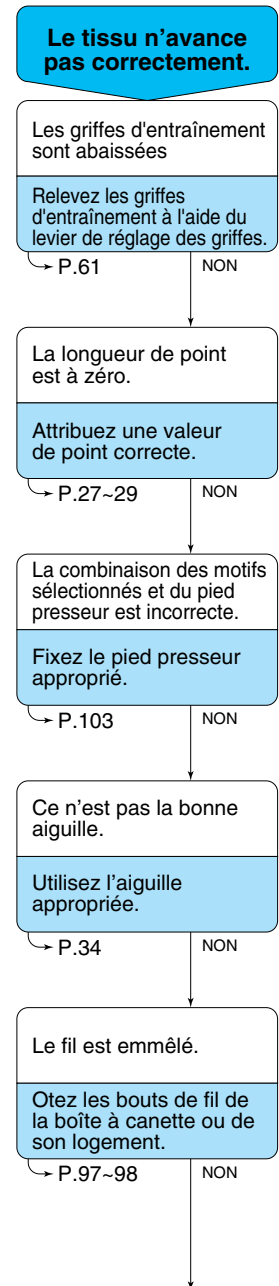 Le tissu n'avance
pas correctement.
Les griffes d'entraînement
sont abaissées
Relevez les griffes
d'entraînement à l'aide du
levier de réglage des griffes.
P.61 NON
La longueur de point
est à zéro.
Attribuez une valeur
de point correcte.
P.27~29 NON
La combinaison des motifs
sélectionnés et du pied
presseur est incorrecte.
Fixez le pied presseur
approprié.
P.103 NON
Ce n'est pas la bonne
aiguille.
Utilisez l'aiguille
appropriée.
P.34 NON
Le fil est emmêlé.
Otez les bouts de fil de
la boîte à canette ou de
son logement.
P.97~98 NON